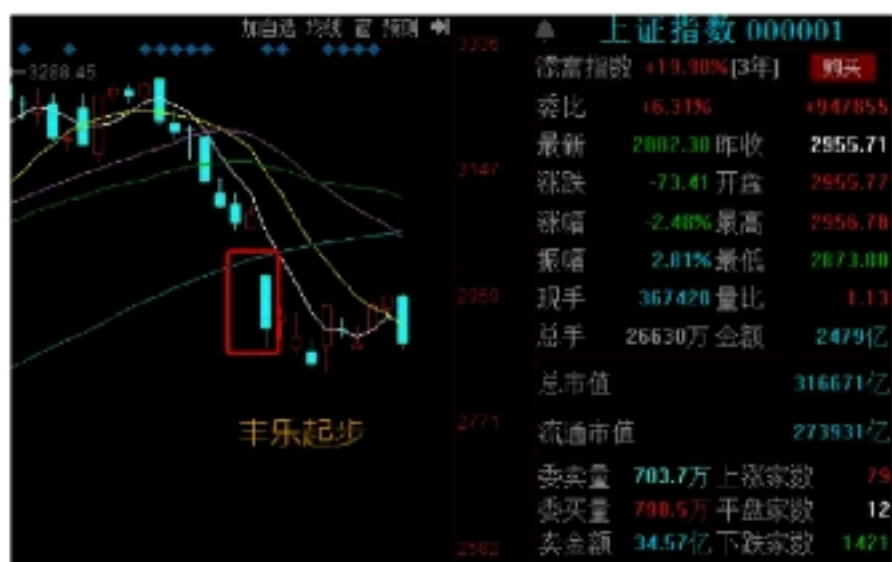 加自选 均线 窗 预测
上证指数 000001
3336
3288.45
添富指数 +19.90% [3年] 购买
委比 +6.31% +947855
最新 2882.30 昨收 2955.71
3147
涨跌 -73.41 开盘 2955.77
涨幅 -2.48% 最高 2956.78
振幅 2.81% 最低 2873.80
2959
现手 367420 量比 1.13
总手 26630万 金额 2479亿
总市值 316671亿
丰乐起步
2771
流通市值 273931亿
委卖量 703.7万 上涨家数 79
委买量 798.5万 平盘家数 12
2582
卖金额 34.57亿 下跌家数 1421